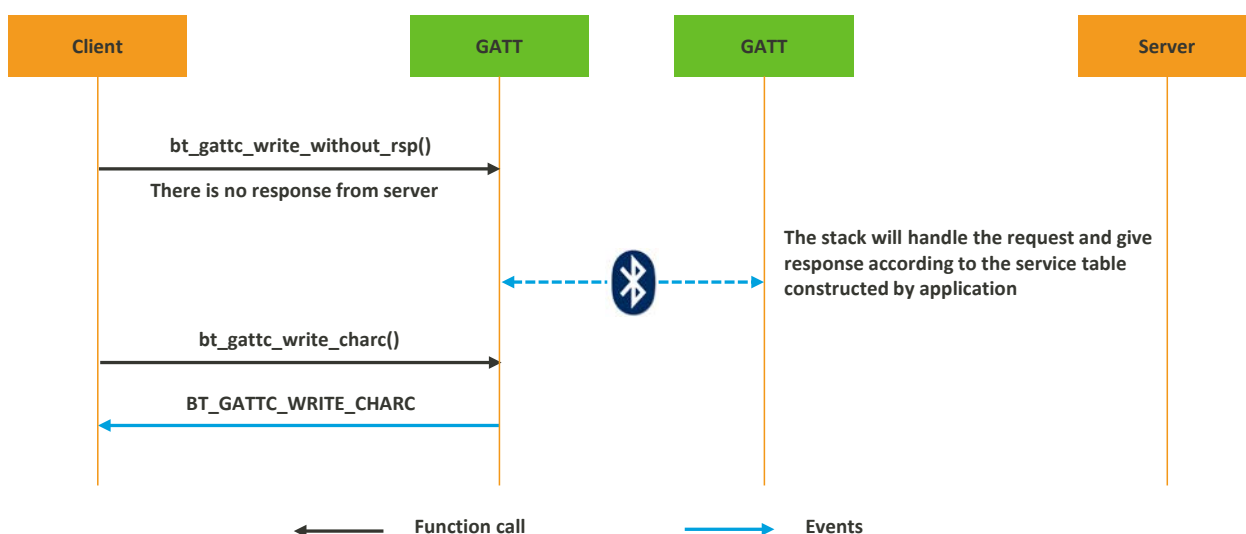 Client
GATT
GATT
Server
bt_gattc_write_without_rsp()
There is no response from server
The stack will handle the request and give
response according to the service table
constructed by application
bt_gattc_write_charc()
BT_GATTC_WRITE_CHARC
Function call
Events